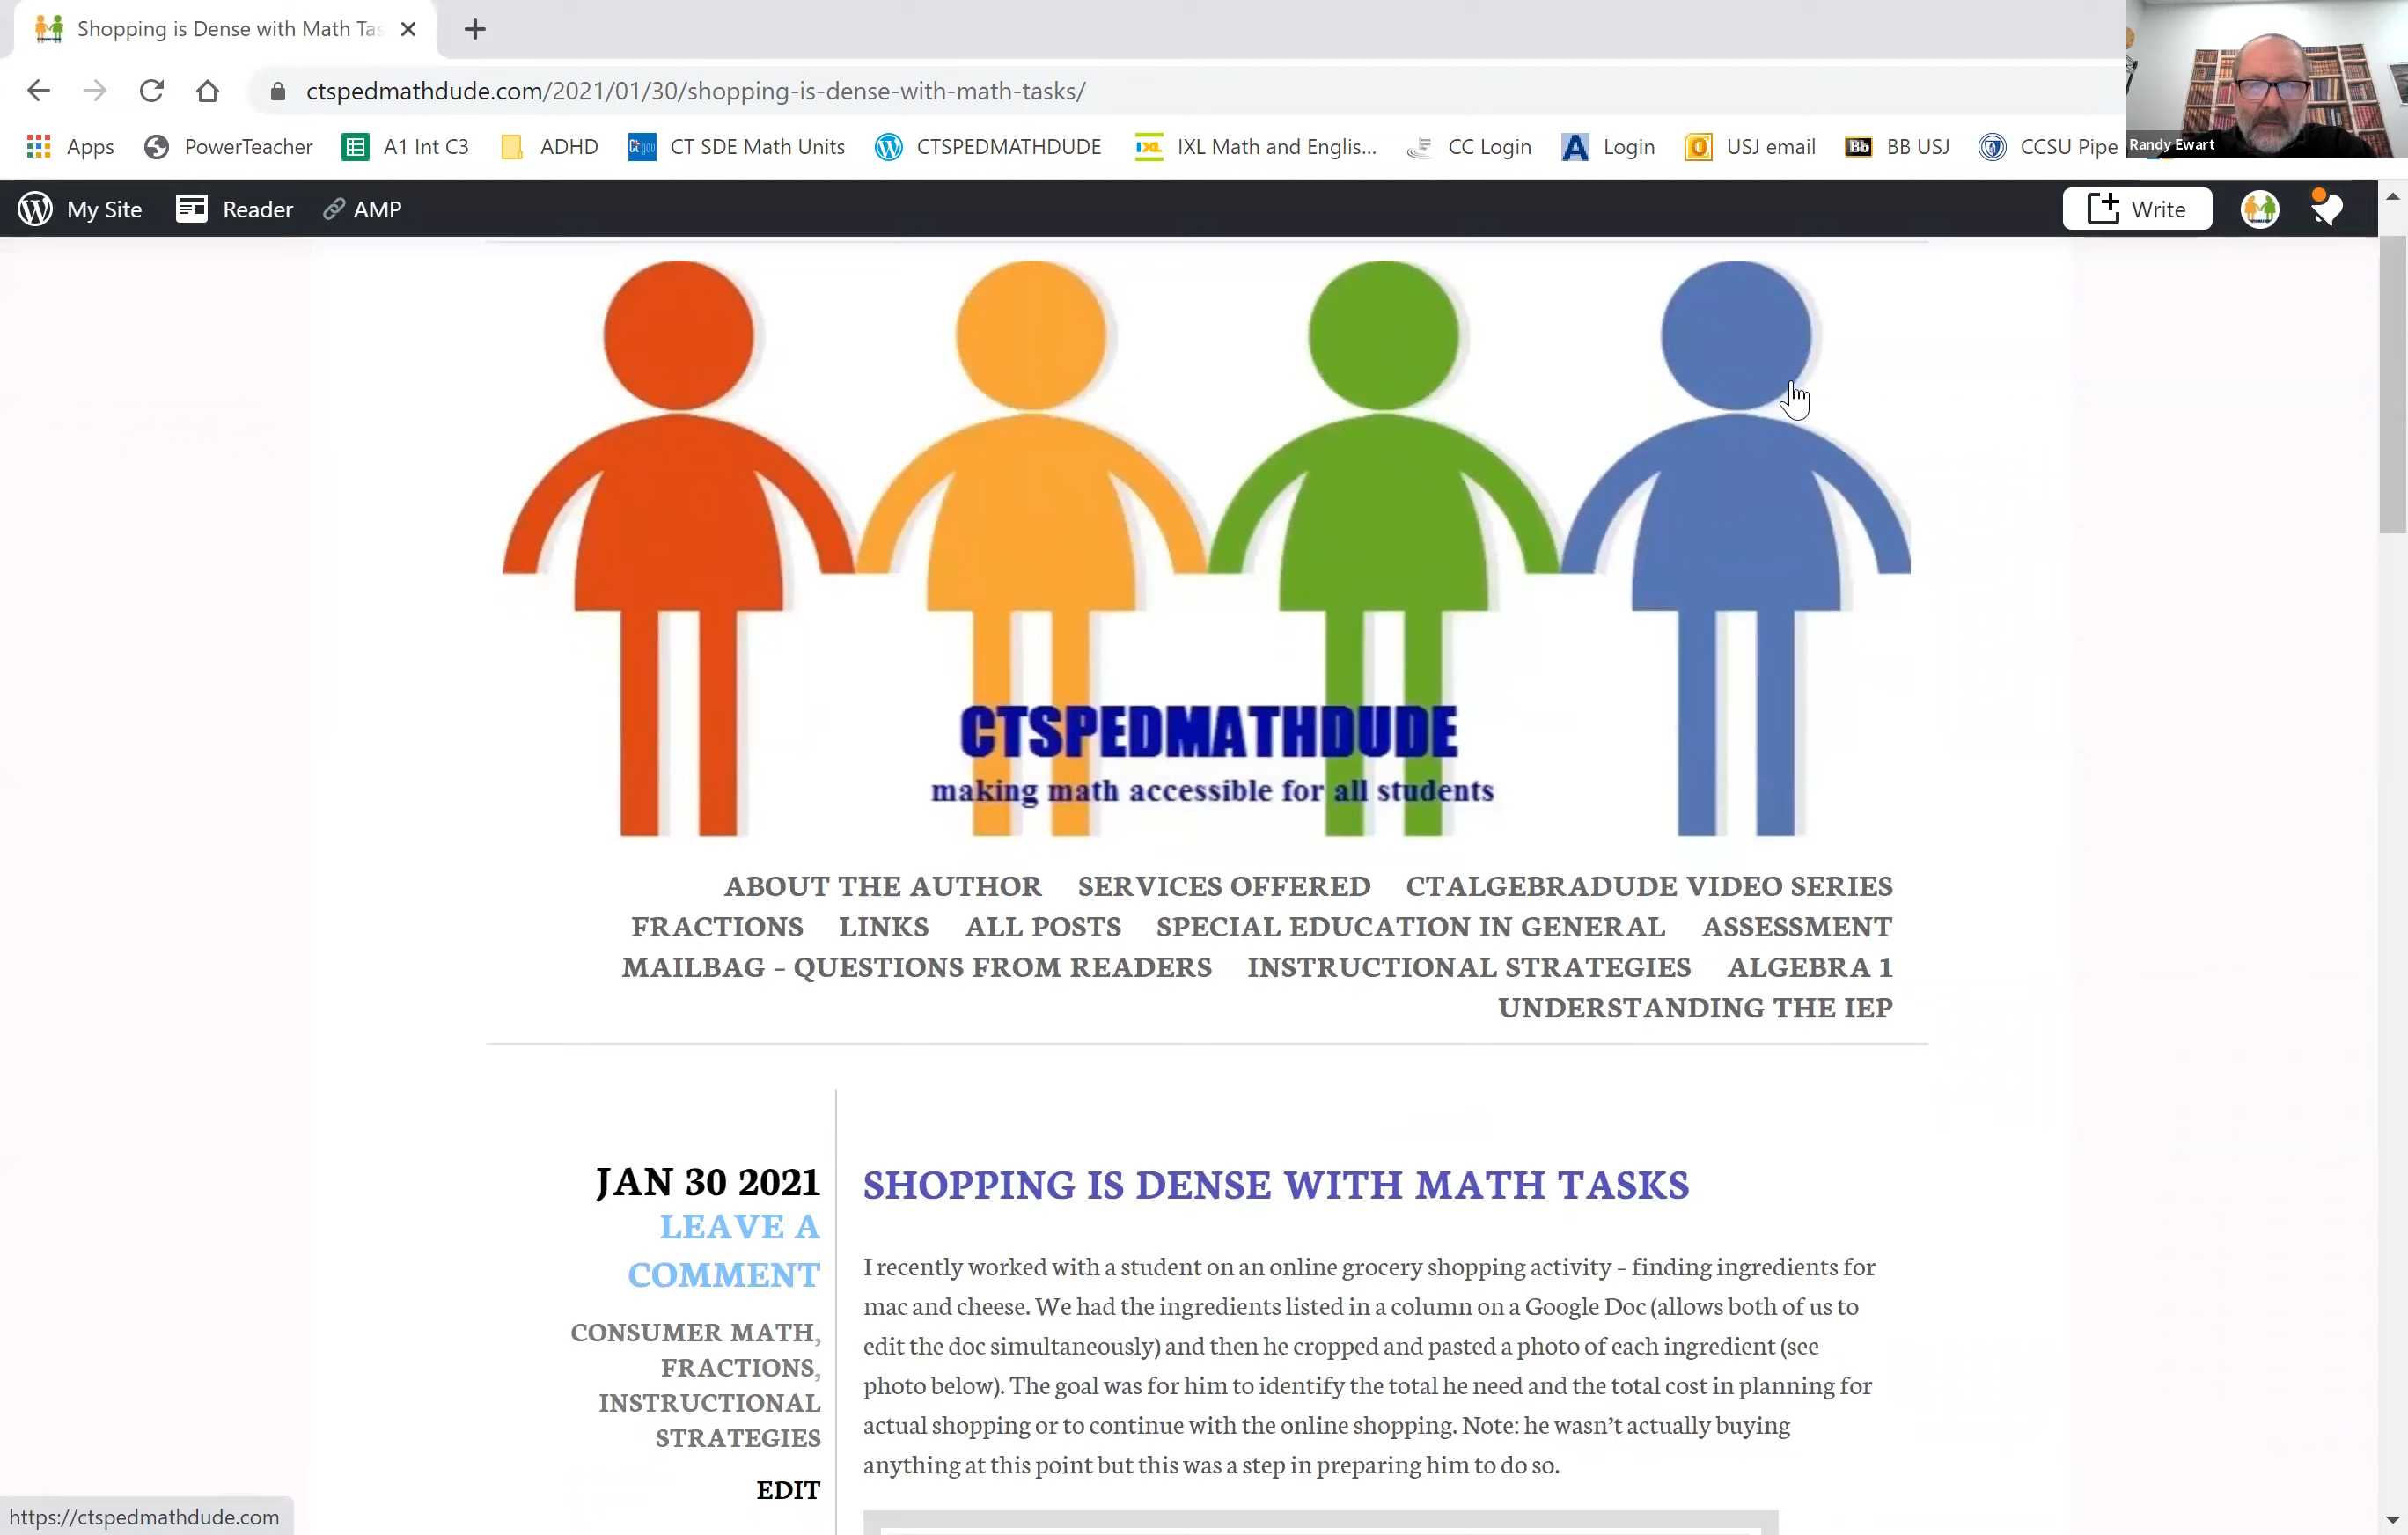 Shopping is Dense with Math Tas
ctspedmathdude.com/2021/01/30/shopping-is-dense-with-math-tasks/
Apps PowerTeacher A1 Int C3 ADHD CT SDE Math Units CTSPEDMATHDUDE IXL Math and Englis... CC Login Login USJ email BB USJ CCSU Pipe
Randy Ewart
My Site Reader AMP Write
CTSPEDMATHDUDE
making math accessible for all students
ABOUT THE AUTHOR SERVICES OFFERED CTALGEBRADUDE VIDEO SERIES
FRACTIONS LINKS ALL POSTS SPECIAL EDUCATION IN GENERAL ASSESSMENT
MAILBAG – QUESTIONS FROM READERS INSTRUCTIONAL STRATEGIES ALGEBRA 1
UNDERSTANDING THE IEP
JAN 30 2021
LEAVE A
COMMENT
CONSUMER MATH,
FRACTIONS,
INSTRUCTIONAL
STRATEGIES
EDIT
SHOPPING IS DENSE WITH MATH TASKS
I recently worked with a student on an online grocery shopping activity – finding ingredients for
mac and cheese. We had the ingredients listed in a column on a Google Doc (allows both of us to
edit the doc simultaneously) and then he cropped and pasted a photo of each ingredient (see
photo below). The goal was for him to identify the total he need and the total cost in planning for
actual shopping or to continue with the online shopping. Note: he wasn't actually buying
anything at this point but this was a step in preparing him to do so.
https://ctspedmathdude.com